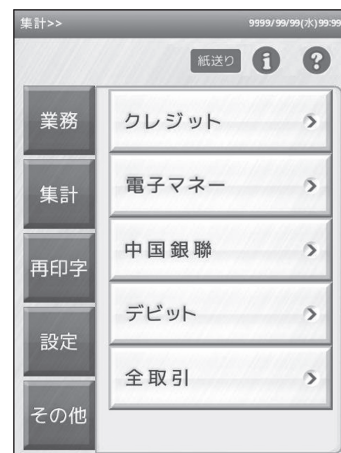 集計>> 9999/99/99(水)99:99
紙送り i ?
業務
集計
再印字
設定
その他
クレジット
電子マネー
中国銀聯
デビット
全取引